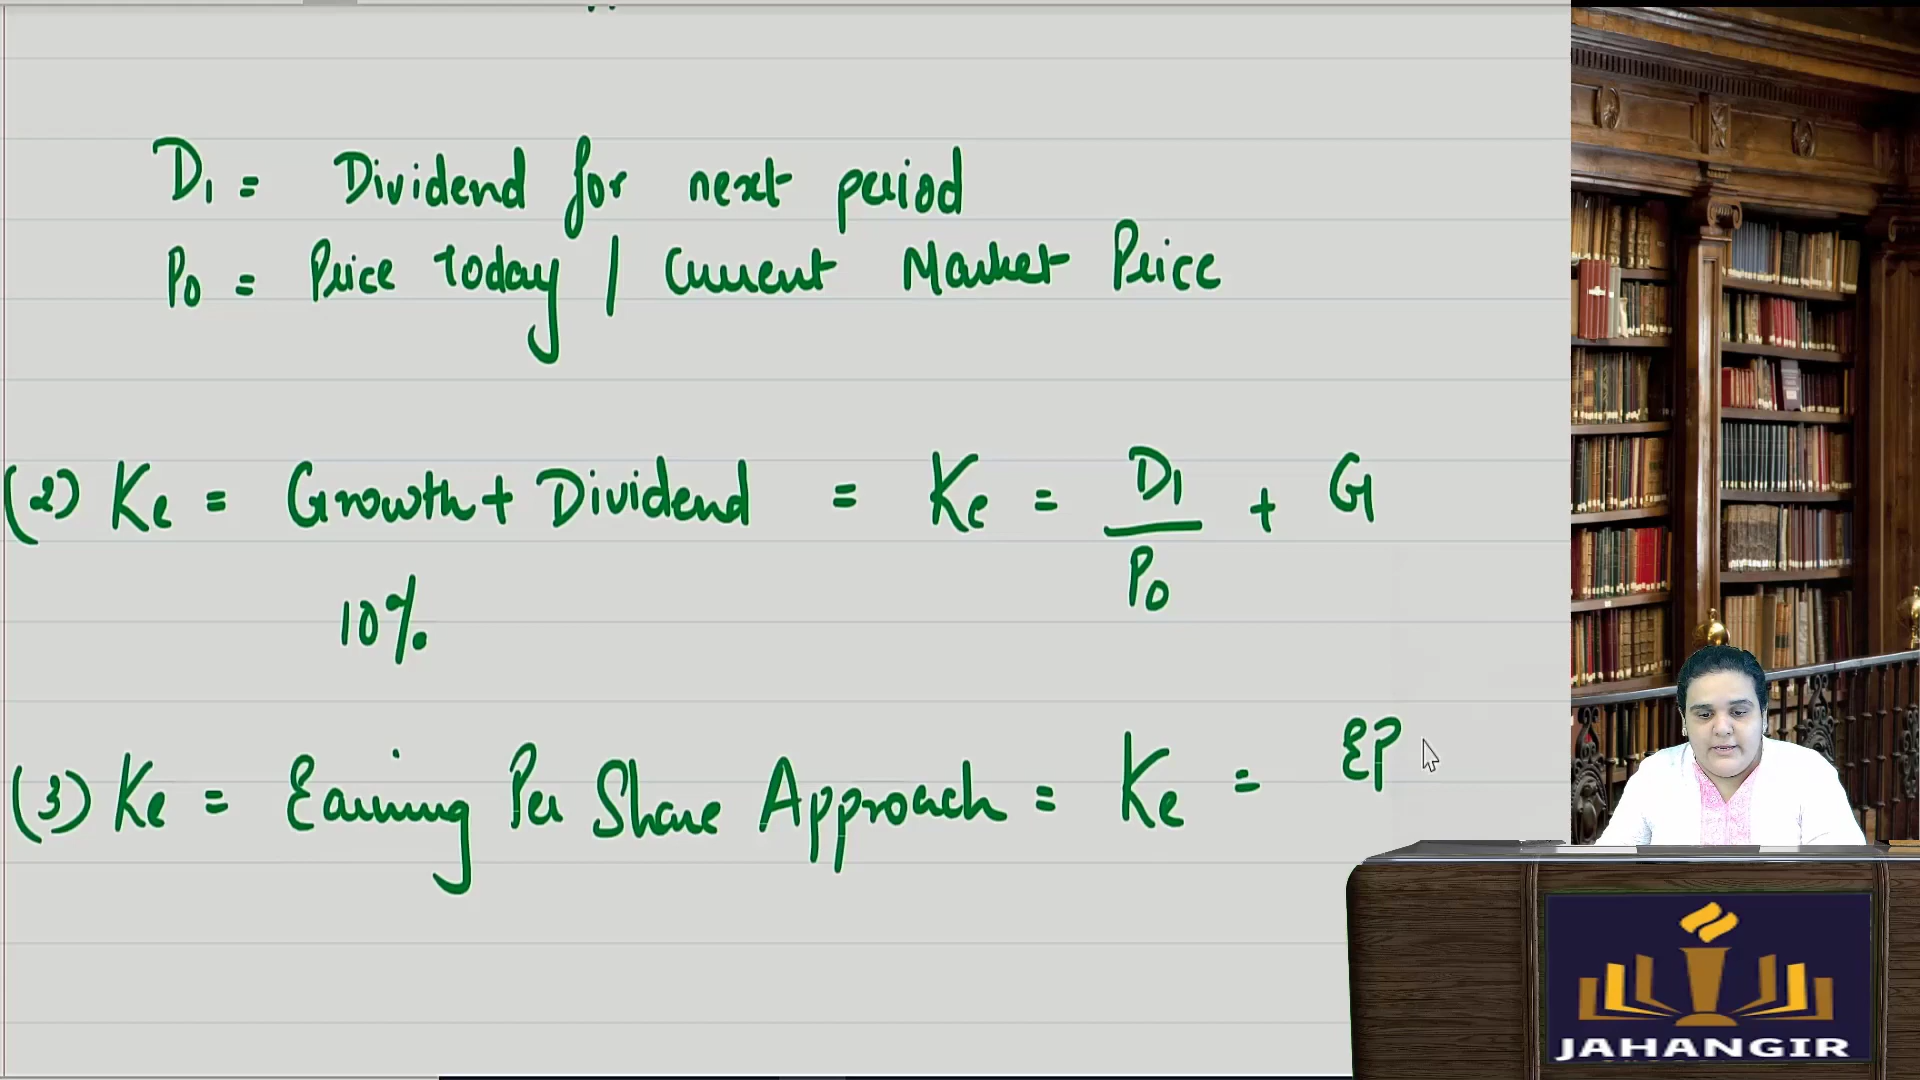 D1 = Dividend for next period
P0 = Price today / Current Market Price
(2) Ke = Growth + Dividend = Ke = D1 / P0 + G
10%
(3) Ke = Earning Per Share Approach = Ke = EP
JAHANGIR